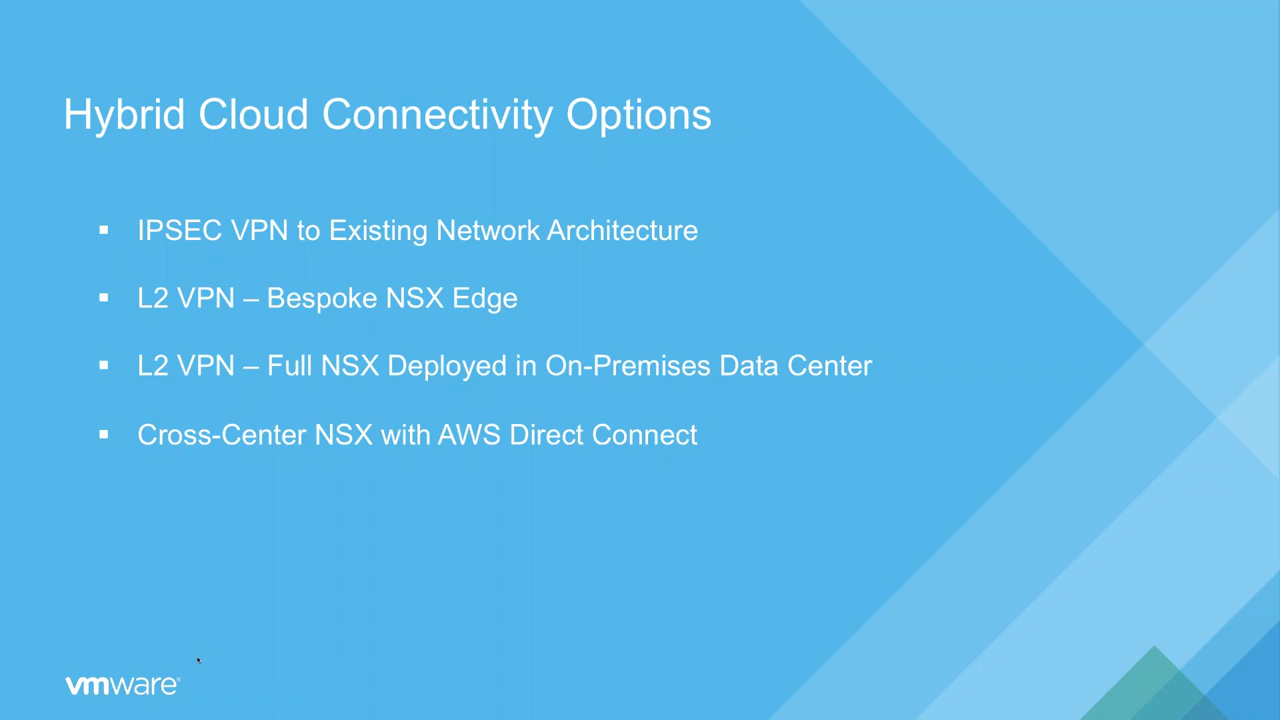 Hybrid Cloud Connectivity Options
▪ IPSEC VPN to Existing Network Architecture
▪ L2 VPN – Bespoke NSX Edge
▪ L2 VPN – Full NSX Deployed in On-Premises Data Center
▪ Cross-Center NSX with AWS Direct Connect
vmware®